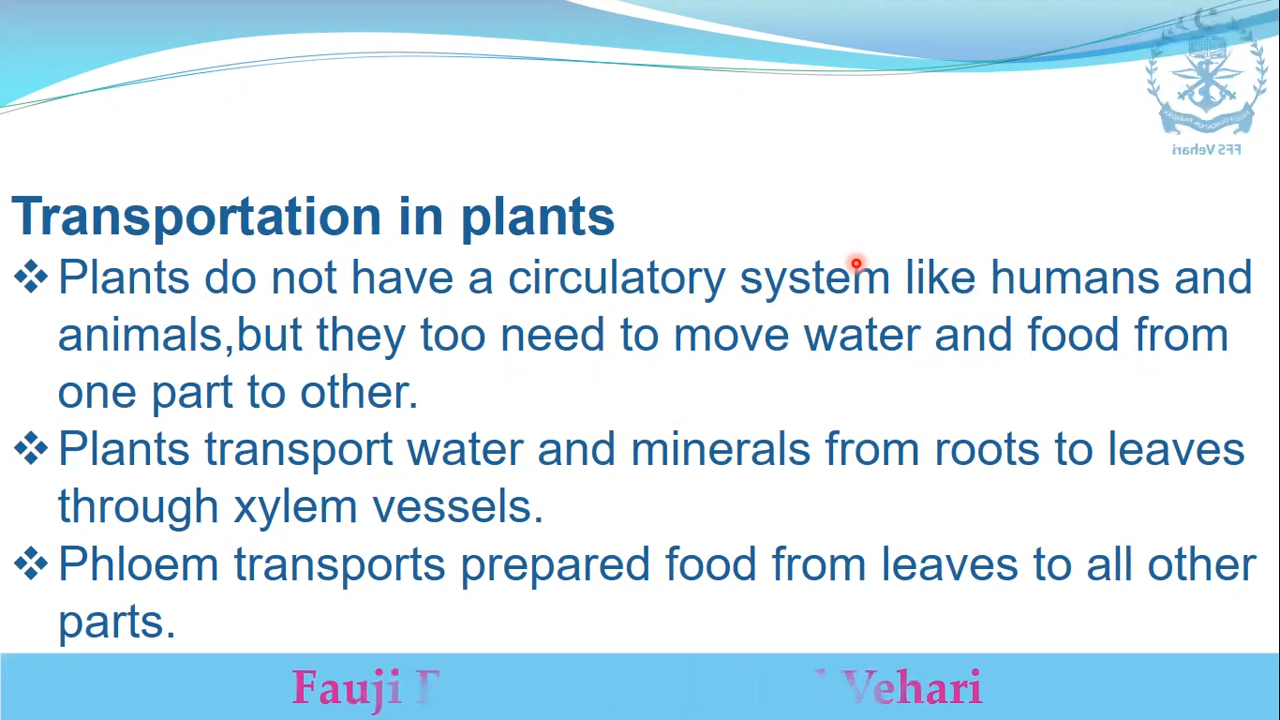 FFS Vehari
Transportation in plants
❖ Plants do not have a circulatory system like humans and
animals,but they too need to move water and food from
one part to other.
❖ Plants transport water and minerals from roots to leaves
through xylem vessels.
❖ Phloem transports prepared food from leaves to all other
parts.
Fauji Vehari